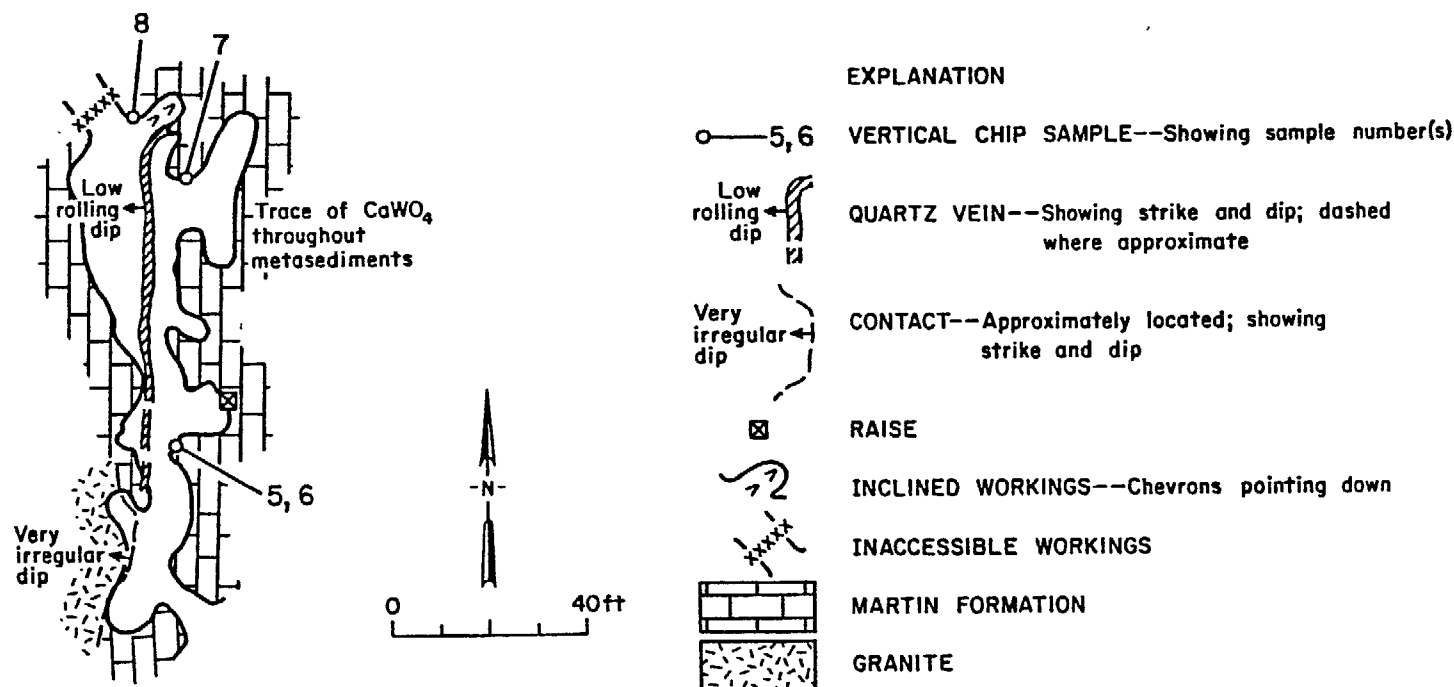 8
7
Low
rolling
dip
Trace of CaWO₄
throughout
metasediments
5, 6
Very
irregular
dip
-N-
0 40ft
EXPLANATION
5, 6 VERTICAL CHIP SAMPLE--Showing sample number(s)
Low
rolling
dip
QUARTZ VEIN--Showing strike and dip; dashed
where approximate
Very
irregular
dip
CONTACT--Approximately located; showing
strike and dip
RAISE
INCLINED WORKINGS--Chevrons pointing down
xxxxx
xxxxx
INACCESSIBLE WORKINGS
MARTIN FORMATION
GRANITE